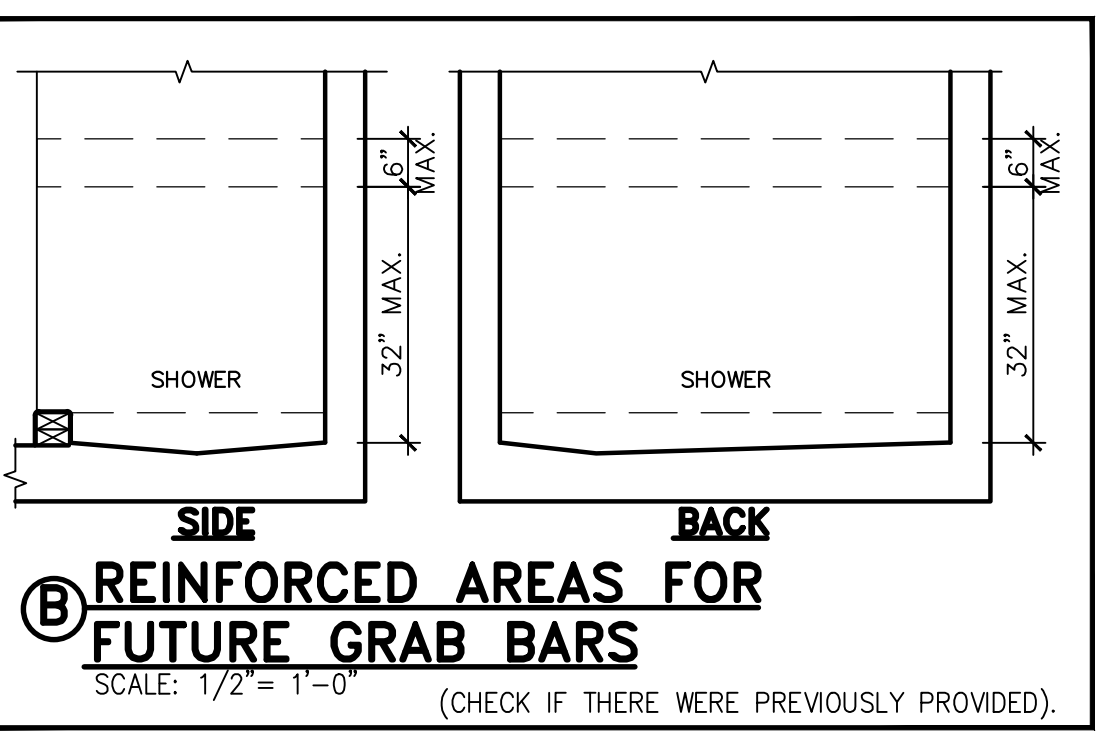 6" MAX.
32" MAX.
SHOWER
SIDE
6" MAX.
32" MAX.
SHOWER
BACK
B
REINFORCED AREAS FOR
FUTURE GRAB BARS
SCALE: 1/2"= 1'-0"
(CHECK IF THERE WERE PREVIOUSLY PROVIDED).